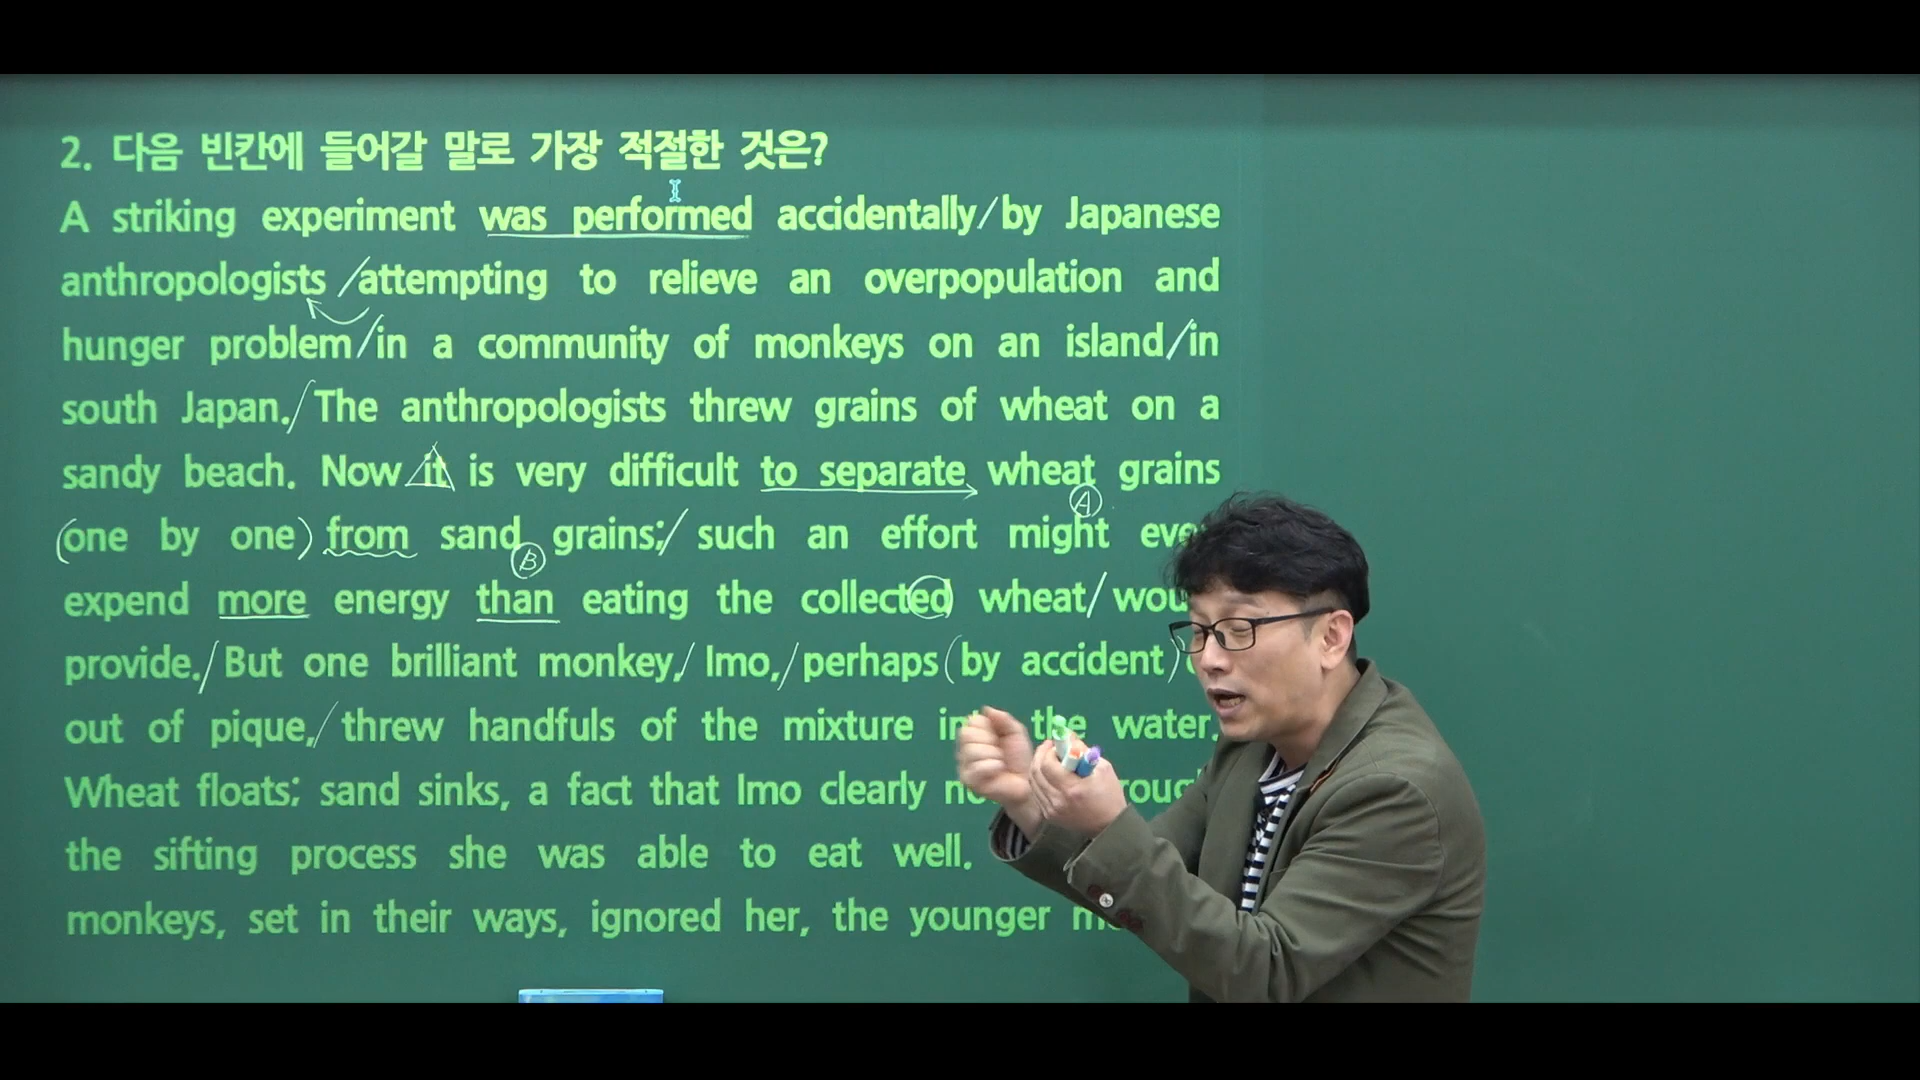 2. 다음 빈칸에 들어갈 말로 가장 적절한 것은?
A striking experiment was performed accidentally/by Japanese
anthropologists /attempting to relieve an overpopulation and
hunger problem/in a community of monkeys on an island/in
south Japan./The anthropologists threw grains of wheat on a
sandy beach. Now it is very difficult to separate wheat grains
A
(one by one) from sand grains;/such an effort might
B
expend more energy than eating the collected wheat/
provide./But one brilliant monkey,/Imo,/perhaps(by accident)
out of pique,/threw handfuls of the mixture the water.
Wheat floats; sand sinks, a fact that Imo clearly
the sifting process she was able to eat well.
monkeys, set in their ways, ignored her, the younger